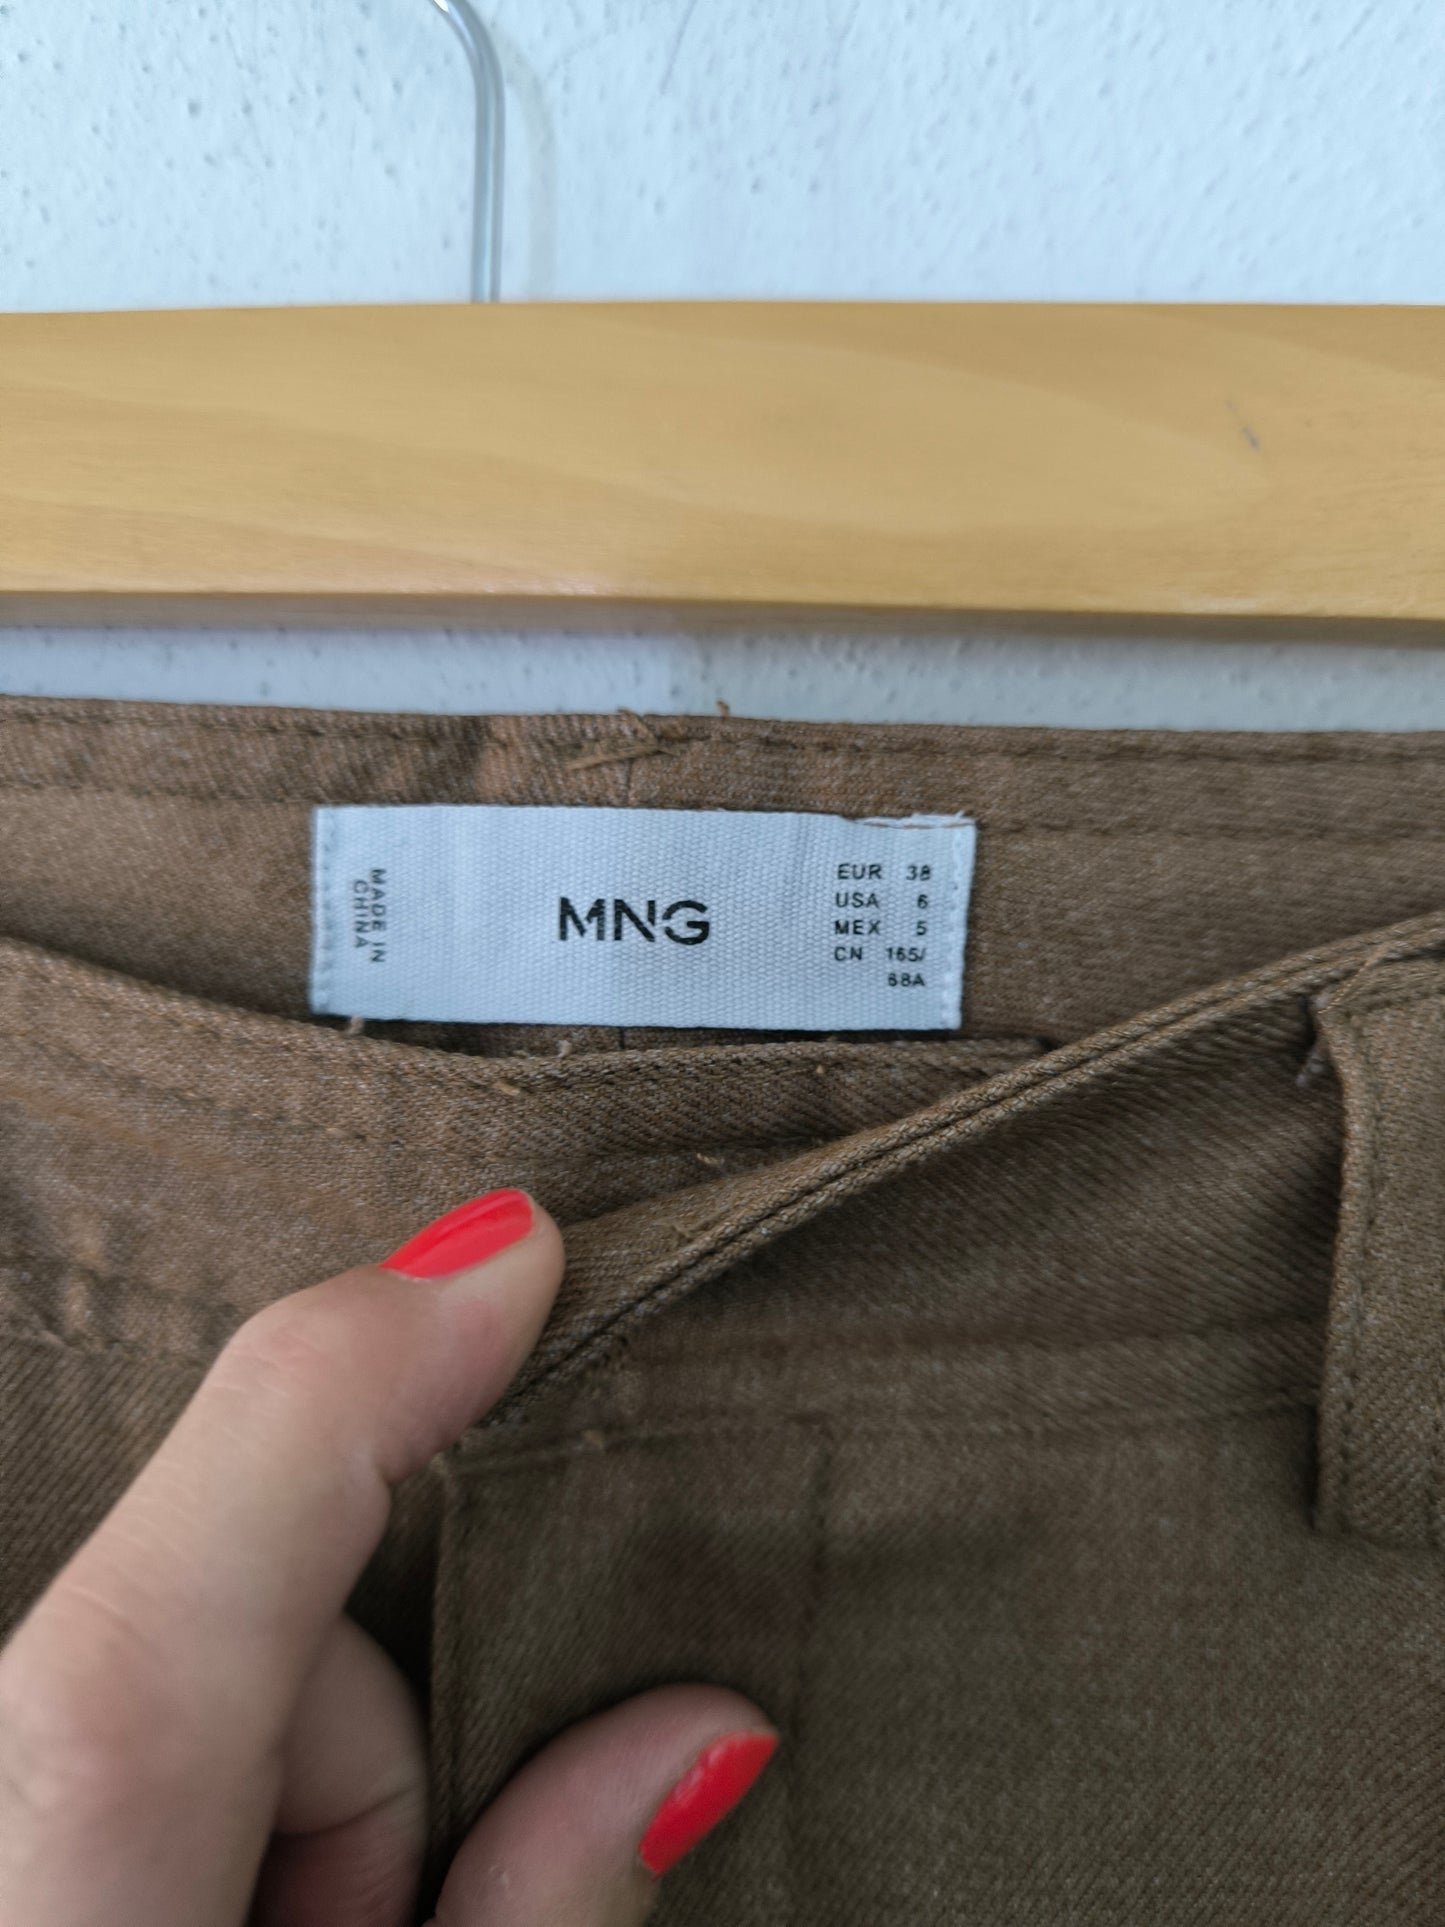 MADE IN
CHINA
MNG
EUR 38
USA 6
MEX 5
CN 165/
68A